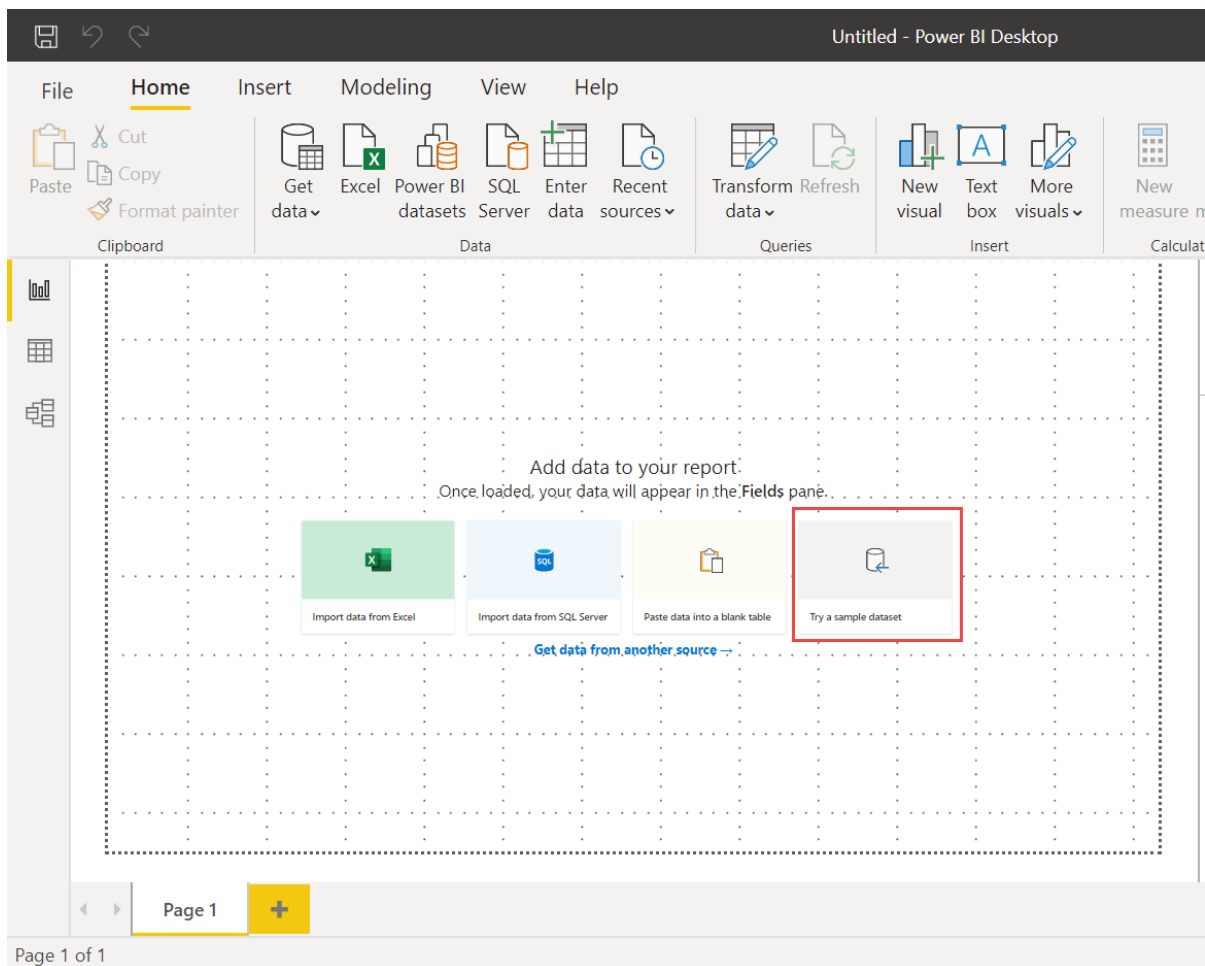 Untitled - Power BI Desktop
File Home Insert Modeling View Help
Paste
Cut
Copy
Format painter
Clipboard
Get data
Excel
Power BI datasets
SQL Server
Enter data
Recent sources
Data
Transform data
Refresh
Queries
New visual
Text box
A
More visuals
Insert
New measure
Calculat
Add data to your report
Once loaded, your data will appear in the Fields pane.
X
SQL
Import data from Excel
Import data from SQL Server
Paste data into a blank table
Try a sample dataset
Get data from another source →
Page 1
+
Page 1 of 1